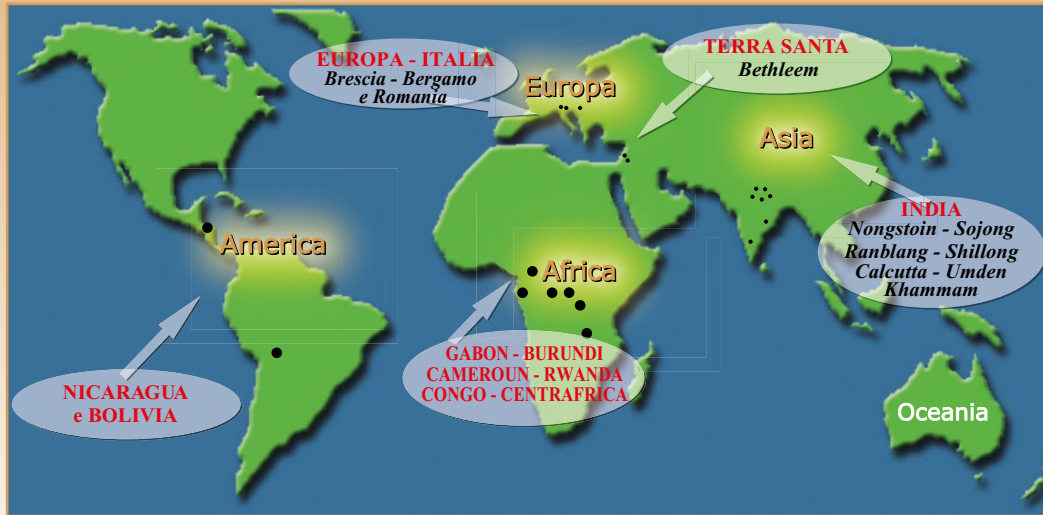 EUROPA - ITALIA
Brescia - Bergamo
e Romania
Europa
TERRA SANTA
Bethleem
Asia
INDIA
Nongstoin - Sojong
Ranblang - Shillong
Calcutta - Umden
Khammam
America
Africa
NICARAGUA
e BOLIVIA
GABON - BURUNDI
CAMEROUN - RWANDA
CONGO - CENTRAFRICA
Oceania